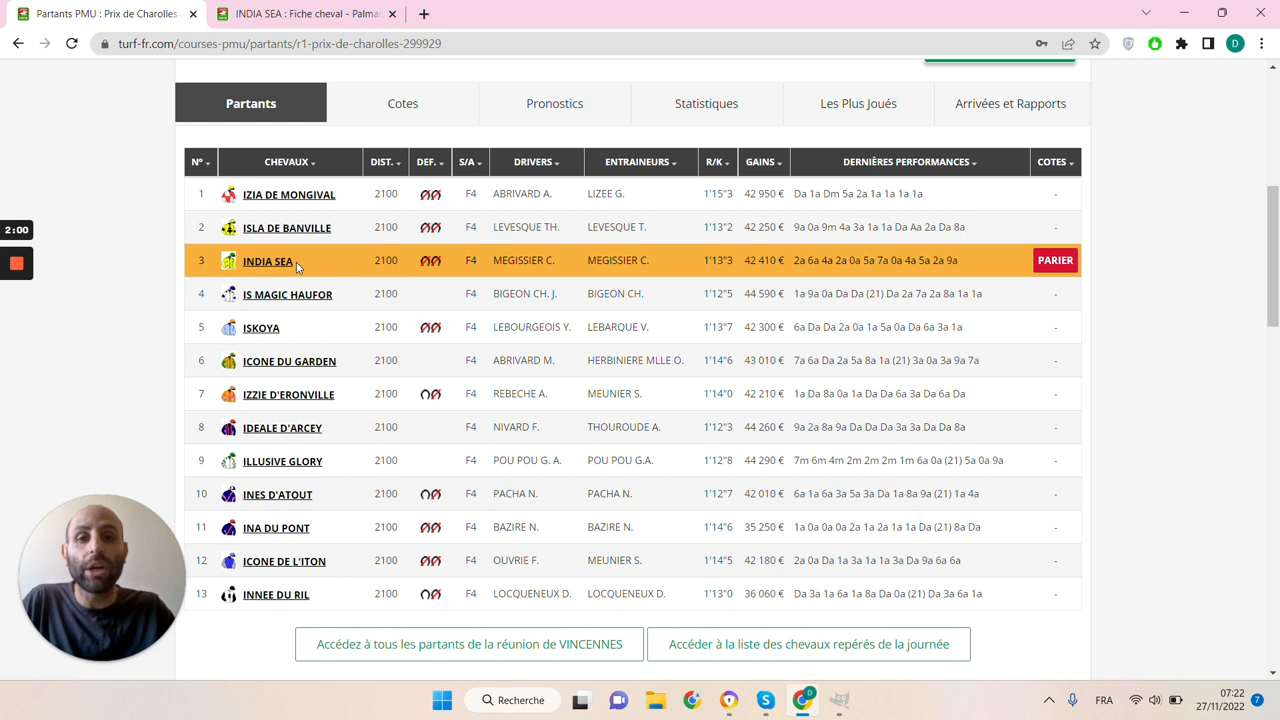 Partants PMU : Prix de Charolles
INDIA SEA : Fiche cheval - Palma
turf-fr.com/courses-pmu/partants/r1-prix-de-charolles-299929
D
Partants Cotes Pronostics Statistiques Les Plus Joués Arrivées et Rapports
N° CHEVAUX DIST. DEF. S/A DRIVERS ENTRAINEURS R/K GAINS DERNIÈRES PERFORMANCES COTES
1 IZIA DE MONGIVAL 2100 F4 ABRIVARD A. LIZEE G. 1'15"3 42 950 € Da 1a Dm 5a 2a 1a 1a 1a 1a -
2:00
2 ISLA DE BANVILLE 2100 F4 LEVESQUE TH. LEVESQUE T. 1'13"2 42 250 € 9a 0a 9m 4a 3a 1a 1a Da Aa 2a Da 8a -
3 INDIA SEA 2100 F4 MEGISSIER C. MEGISSIER C. 1'13"3 42 410 € 2a 6a 4a 2a 0a 5a 7a 0a 4a 5a 2a 9a PARIER
4 IS MAGIC HAUFOR 2100 F4 BIGEON CH. J. BIGEON CH. 1'12"5 44 590 € 1a 9a 0a Da Da (21) Da 2a 7a 2a 8a 1a 1a -
5 ISKOYA 2100 F4 LEBOURGEOIS Y. LEBARQUE V. 1'13"7 42 300 € 6a Da Da 2a 0a 1a 5a 0a Da 6a 3a 1a -
6 ICONE DU GARDEN 2100 F4 ABRIVARD M. HERBINIERE MLLE O. 1'14"6 43 010 € 7a 6a Da 2a 5a 8a 1a (21) 3a 0a 3a 9a 7a -
7 IZZIE D'ERONVILLE 2100 F4 REBECHE A. MEUNIER S. 1'14"0 42 210 € 1a Da 8a 0a 1a Da Da 6a 3a Da 6a Da -
8 IDEALE D'ARCEY 2100 F4 NIVARD F. THOUROUDE A. 1'12"3 44 260 € 9a 2a 8a 9a Da Da Da 3a 3a Da Da 8a -
9 ILLUSIVE GLORY 2100 F4 POU POU G. A. POU POU G.A. 1'12"8 44 290 € 7m 6m 4m 2m 2m 2m 1m 6a 0a (21) 5a 0a 9a -
10 INES D'ATOUT 2100 F4 PACHA N. PACHA N. 1'12"7 42 010 € 6a 1a 6a 3a 5a 3a Da 1a 8a 9a (21) 1a 4a -
11 INA DU PONT 2100 F4 BAZIRE N. BAZIRE N. 1'14"6 35 250 € 1a 0a 0a 0a 2a 1a 2a 1a 1a Da (21) 8a Da -
12 ICONE DE L'ITON 2100 F4 OUVRIE F. MEUNIER S. 1'14"5 42 180 € 2a 0a Da 1a 3a 1a 1a 3a Da 9a 6a 6a -
13 INNEE DU RIL 2100 F4 LOCQUENEUX D. LOCQUENEUX D. 1'13"0 36 060 € Da 3a 1a 6a 1a 8a Da 0a (21) Da 3a 6a 1a -
Accédez à tous les partants de la réunion de VINCENNES Accéder à la liste des chevaux repérés de la journée
Recherche D FRA 07:22
27/11/2022 7